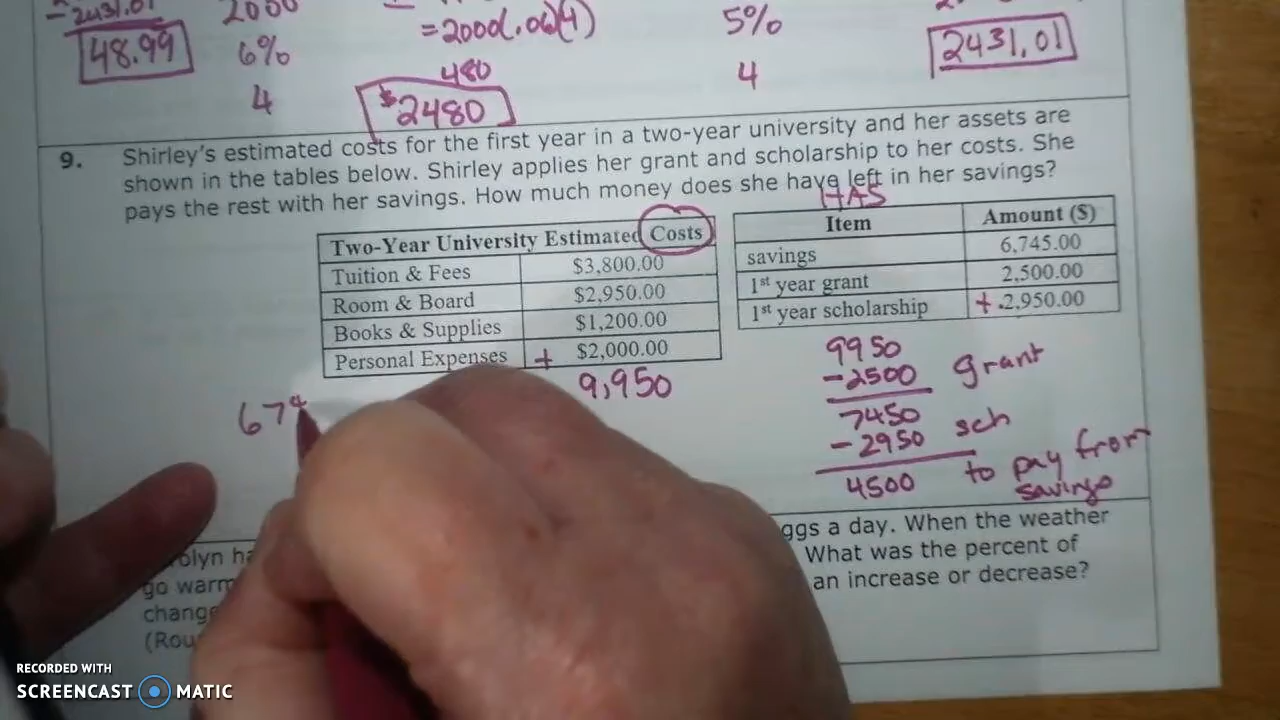 2000
-2431.01
=2000(.06)(4)
5%
48.99
6%
2431.01
480
4
4
$2480
9. Shirley's estimated costs for the first year in a two-year university and her assets are
shown in the tables below. Shirley applies her grant and scholarship to her costs. She
pays the rest with her savings. How much money does she have left in her savings?
HAS
Two-Year University Estimated Costs
Tuition & Fees $3,800.00
Room & Board $2,950.00
Books & Supplies $1,200.00
Personal Expenses + $2,000.00
9,950
Item Amount ($)
savings 6,745.00
1st year grant 2,500.00
1st year scholarship + 2,950.00
9950
-2500 grant
7450
-2950 sch
4500 to pay from
savings
674
ggs a day. When the weather
go warm What was the percent of
change an increase or decrease?
(Rou
RECORDED WITH
SCREENCAST MATIC